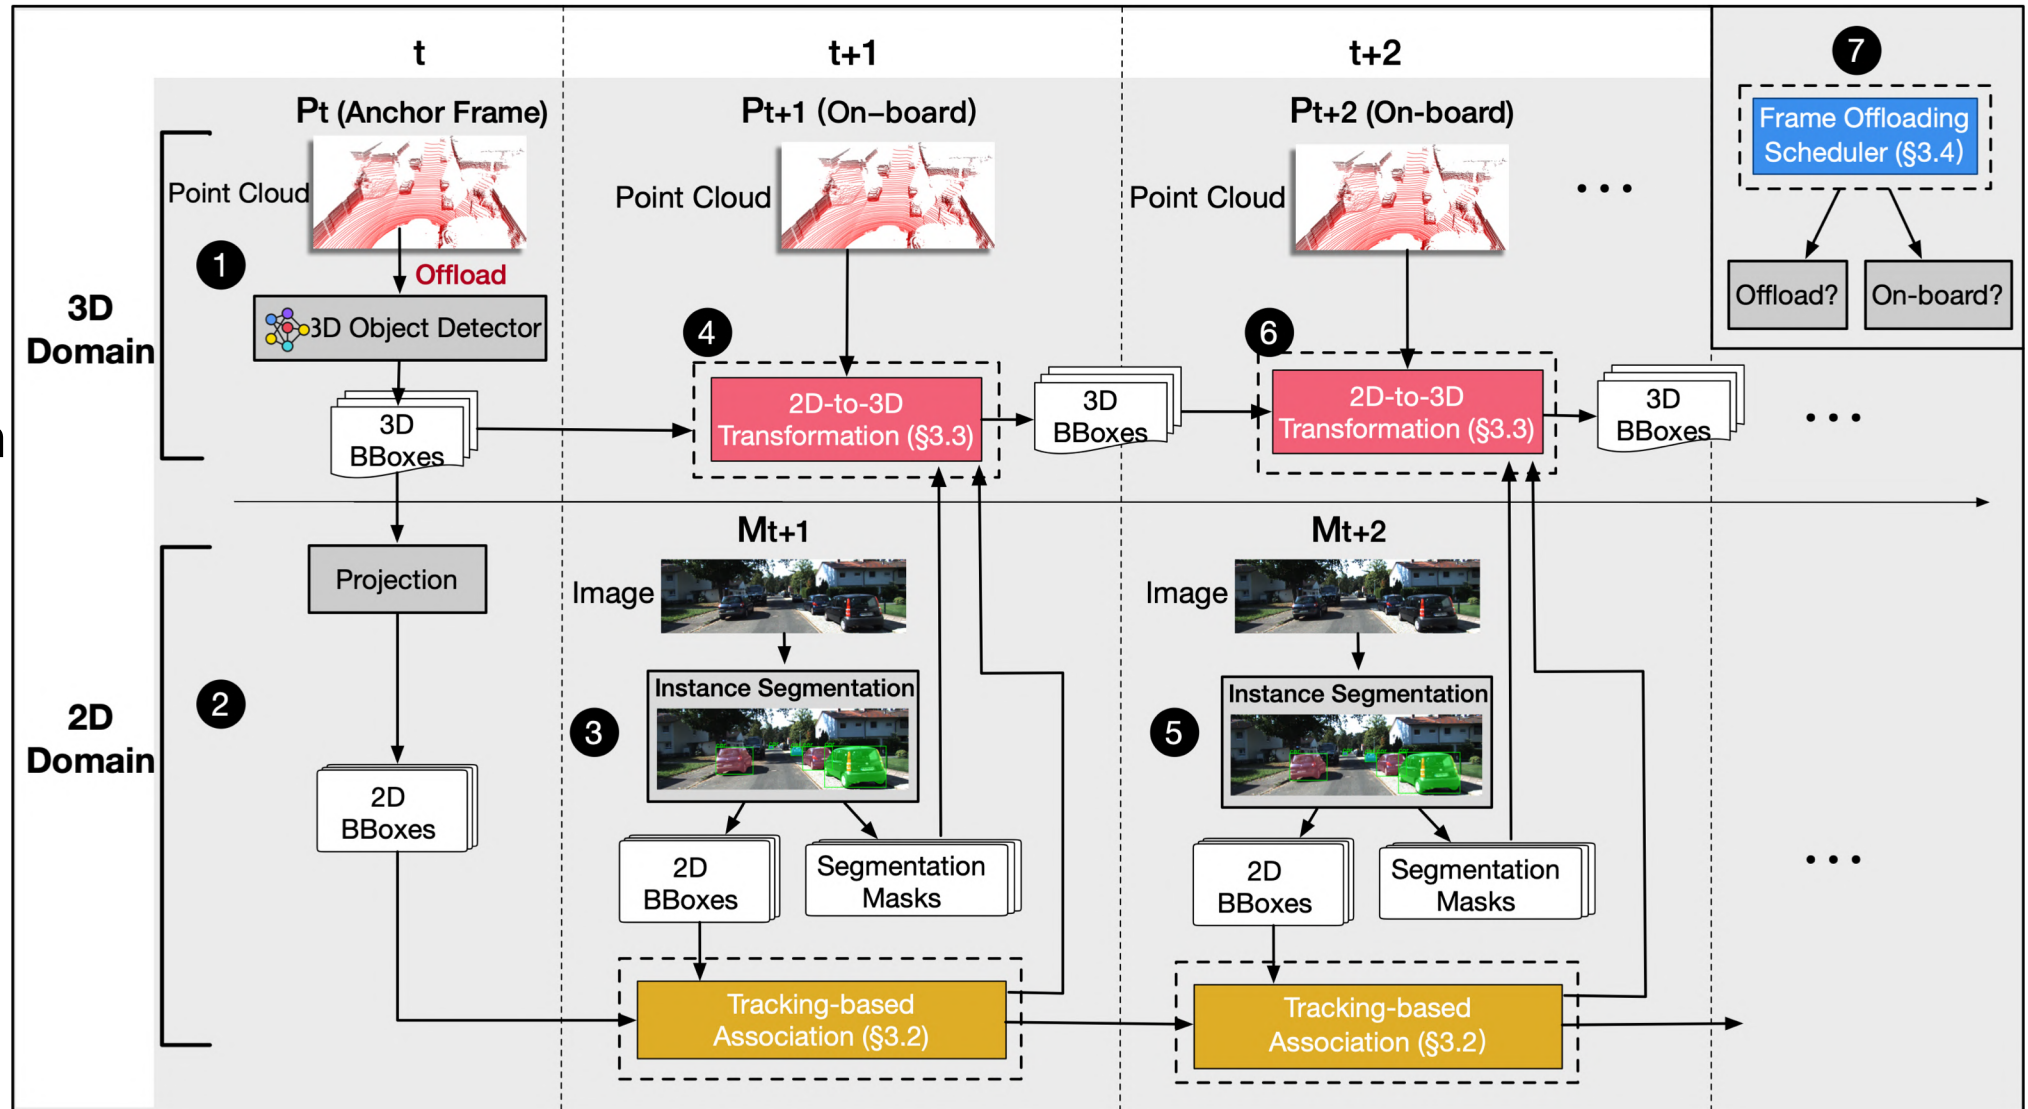 t
t+1
t+2
7
Pt (Anchor Frame)
Pt+1 (On-board)
Pt+2 (On-board)
Frame Offloading
Scheduler (§3.4)
Point Cloud
Point Cloud
Point Cloud
...
1
Offload
Offload?
On-board?
3D
Domain
3D Object Detector
4
6
3D
BBoxes
2D-to-3D
Transformation (§3.3)
3D
BBoxes
2D-to-3D
Transformation (§3.3)
3D
BBoxes
...
Mt+1
Mt+2
Projection
Image
Image
2D
Domain
2
3
Instance Segmentation
5
Instance Segmentation
2D
BBoxes
2D
BBoxes
Segmentation
Masks
2D
BBoxes
Segmentation
Masks
...
Tracking-based
Association (§3.2)
Tracking-based
Association (§3.2)